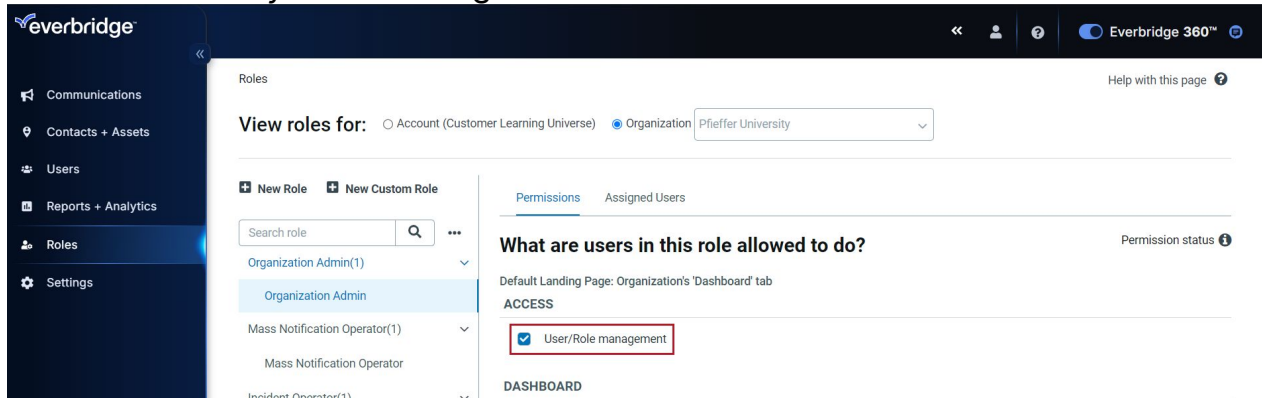 everbridge
Everbridge 360™
Communications
Contacts + Assets
Users
Reports + Analytics
Roles
Settings
Roles
Help with this page
View roles for: Account (Customer Learning Universe) Organization Pfieffer University
New Role New Custom Role
Search role
Organization Admin(1)
Organization Admin
Mass Notification Operator(1)
Mass Notification Operator
Incident Operator(1)
Permissions Assigned Users
What are users in this role allowed to do?
Permission status
Default Landing Page: Organization's 'Dashboard' tab
ACCESS
User/Role management
DASHBOARD